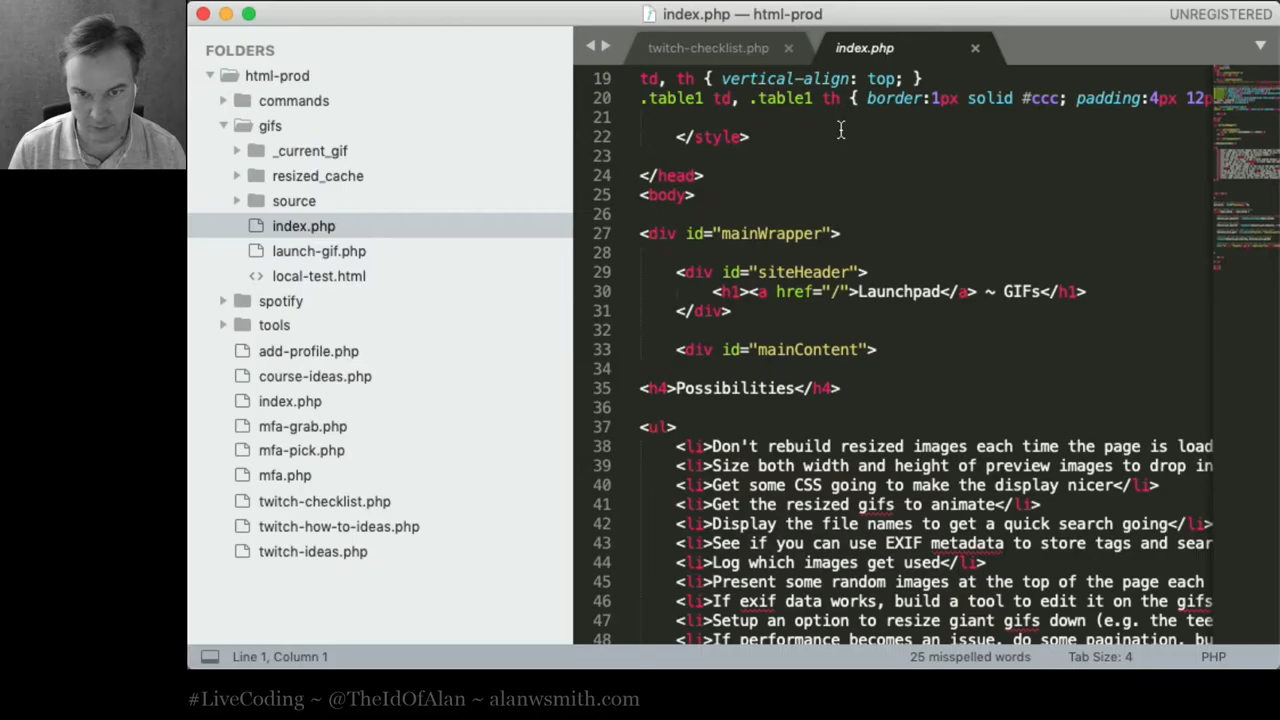 index.php — html-prod
UNREGISTERED
FOLDERS
html-prod
commands
gifs
_current_gif
resized_cache
source
index.php
launch-gif.php
local-test.html
spotify
tools
add-profile.php
course-ideas.php
index.php
mfa-grab.php
mfa-pick.php
mfa.php
twitch-checklist.php
twitch-how-to-ideas.php
twitch-ideas.php
twitch-checklist.php
index.php
19 td, th { vertical-align: top; }
20 .table1 td, .table1 th { border:1px solid #ccc; padding:4px 12p
21
22 </style>
23
24 </head>
25 <body>
26
27 <div id="mainWrapper">
28
29 <div id="siteHeader">
30 <h1><a href="/">Launchpad</a> ~ GIFs</h1>
31 </div>
32
33 <div id="mainContent">
34
35 <h4>Possibilities</h4>
36
37 <ul>
38 <li>Don't rebuild resized images each time the page is load
39 <li>Size both width and height of preview images to drop in
40 <li>Get some CSS going to make the display nicer</li>
41 <li>Get the resized gifs to animate</li>
42 <li>Display the file names to get a quick search going</li>
43 <li>See if you can use EXIF metadata to store tags and sear
44 <li>Log which images get used</li>
45 <li>Present some random images at the top of the page each
46 <li>If exif data works, build a tool to edit it on the gifs
47 <li>Setup an option to resize giant gifs down (e.g. the tee
48 <li>If performance becomes an issue, do some pagination, bu
Line 1, Column 1
25 misspelled words
Tab Size: 4
PHP
#LiveCoding ~ @TheIdOfAlan ~ alanwsmith.com